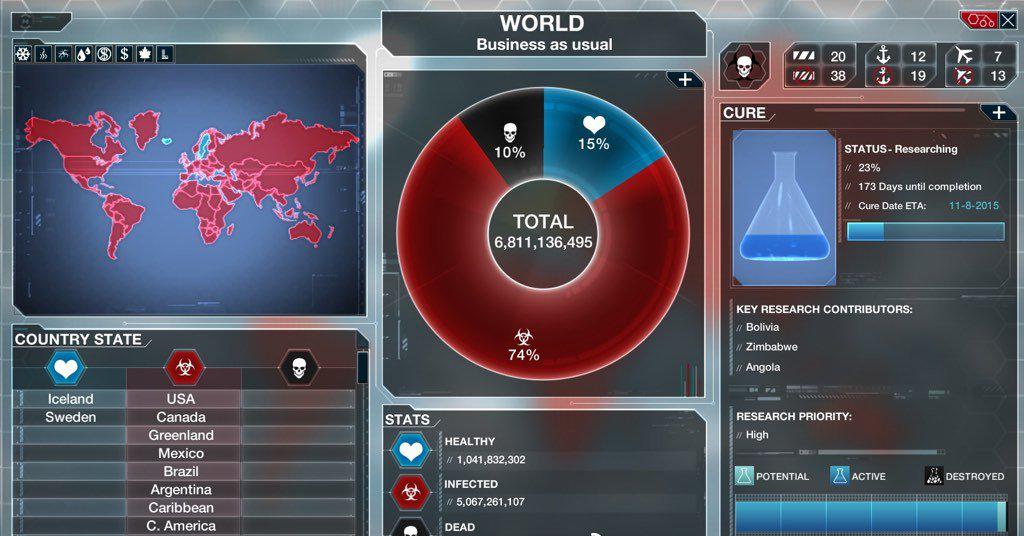 WORLD
Business as usual
20
12
7
38
19
13
CURE
STATUS - Researching
// 23%
// 173 Days until completion
// Cure Date ETA: 11-8-2015
10%
15%
TOTAL
6,811,136,495
74%
KEY RESEARCH CONTRIBUTORS:
// Bolivia
// Zimbabwe
// Angola
RESEARCH PRIORITY:
// High
POTENTIAL
ACTIVE
DESTROYED
COUNTRY STATE
Iceland
USA
Sweden
Canada
Greenland
Mexico
Brazil
Argentina
Caribbean
C. America
STATS
HEALTHY
// 1,041,832,302
INFECTED
// 5,067,261,107
DEAD